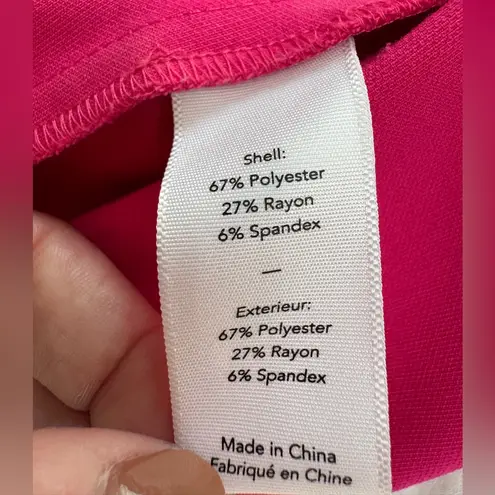 Shell:
67% Polyester
27% Rayon
6% Spandex
—
Exterieur:
67% Polyester
27% Rayon
6% Spandex
Made in China
Fabriqué en Chine